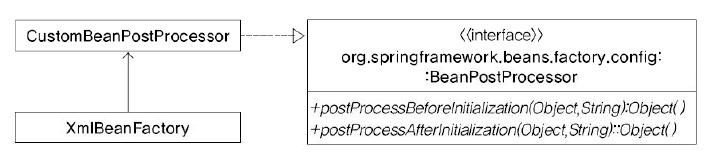 CustomBeanPostProcessor
XmlBeanFactory
《interface》
org.springframework.beans.factory.config:
:BeanPostProcessor
+postProcessBeforeInitialization(Object,String):Object()
+postProcessAfterInitialization(Object,String)::Object()